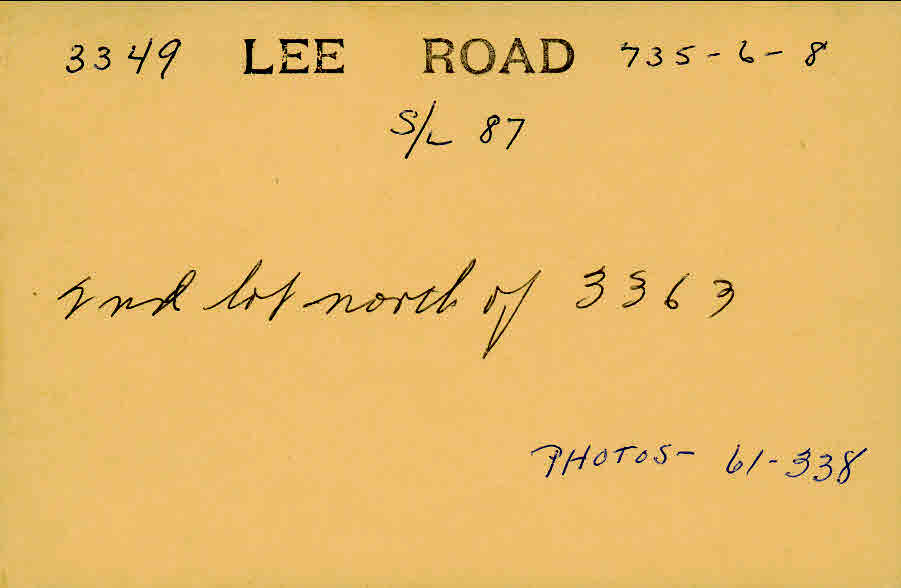 3349 LEE ROAD 735-6-8
S/L 87
2nd lot north of 3363
PHOTOS- 61-338